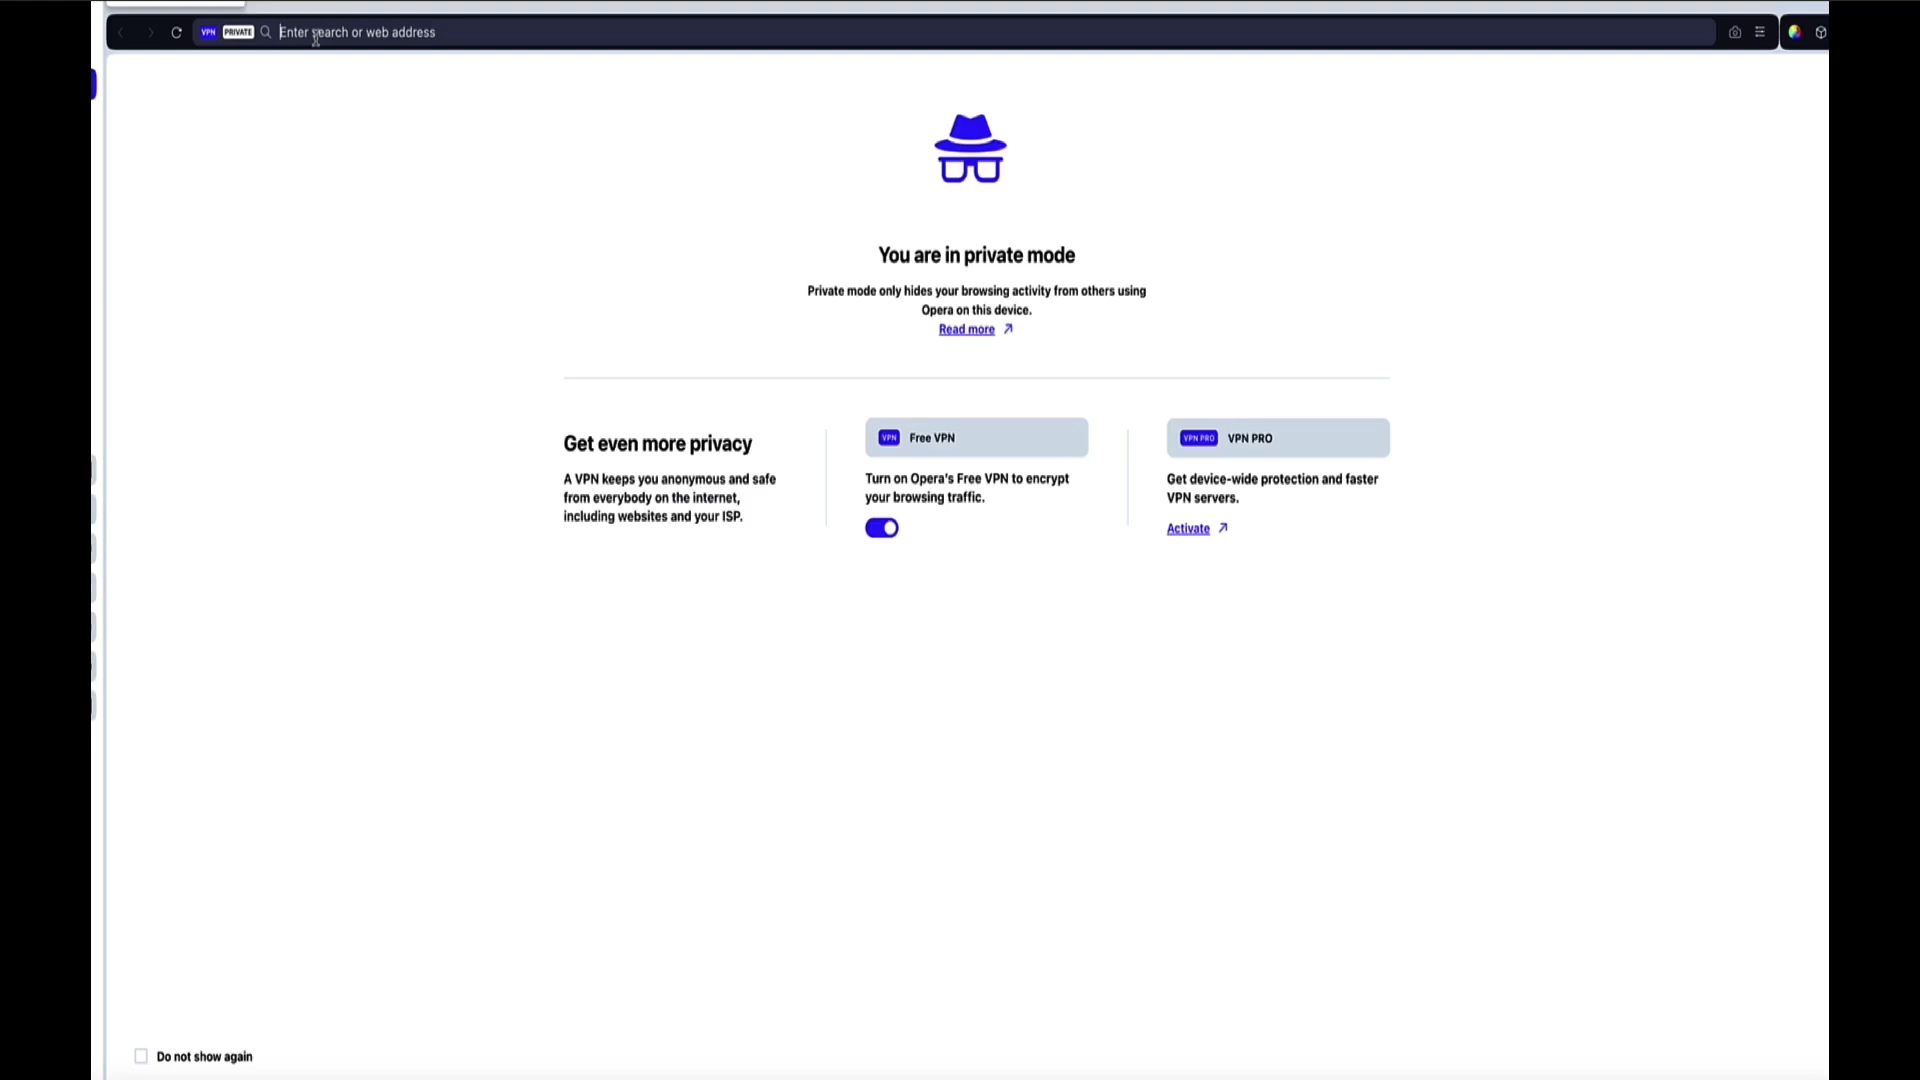 VPN PRIVATE Enter search or web address
You are in private mode
Private mode only hides your browsing activity from others using
Opera on this device.
Read more
Get even more privacy
A VPN keeps you anonymous and safe
from everybody on the internet,
including websites and your ISP.
VPN Free VPN
Turn on Opera's Free VPN to encrypt
your browsing traffic.
VPN PRO VPN PRO
Get device-wide protection and faster
VPN servers.
Activate
Do not show again